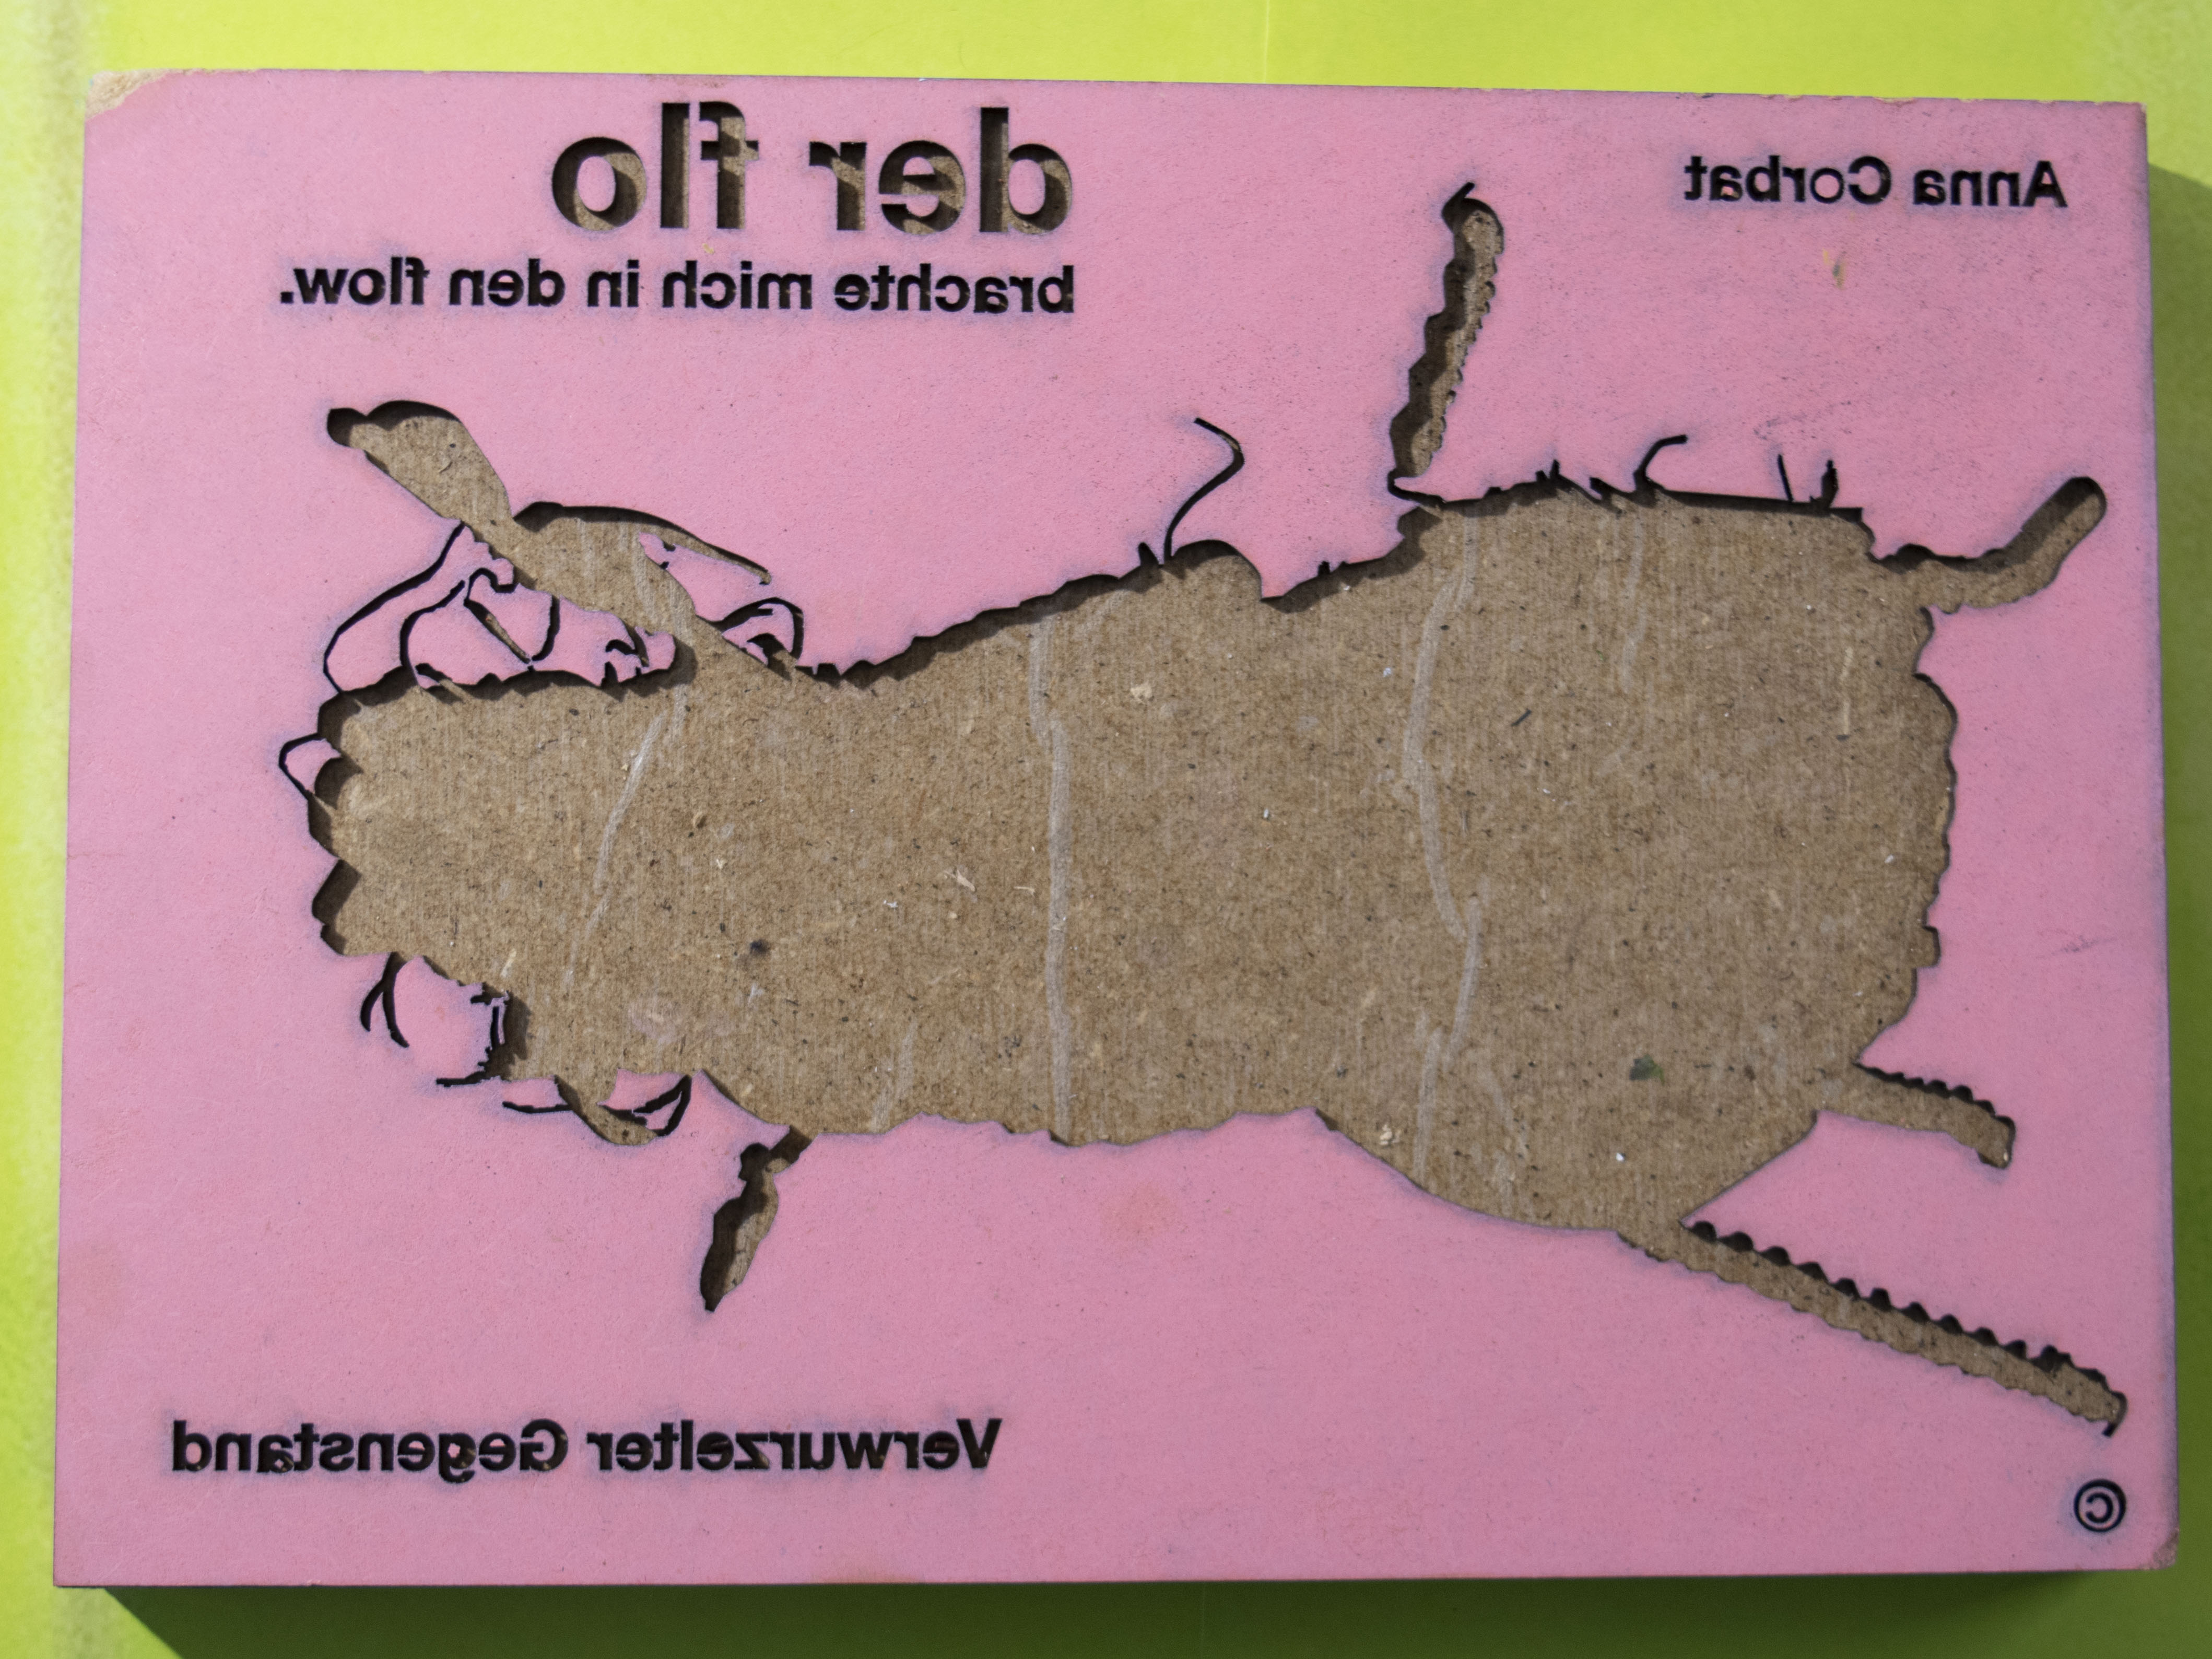 der flo
brachte mich in den flow.
Anna Corbat
Verwurzelter Gegenstand
©